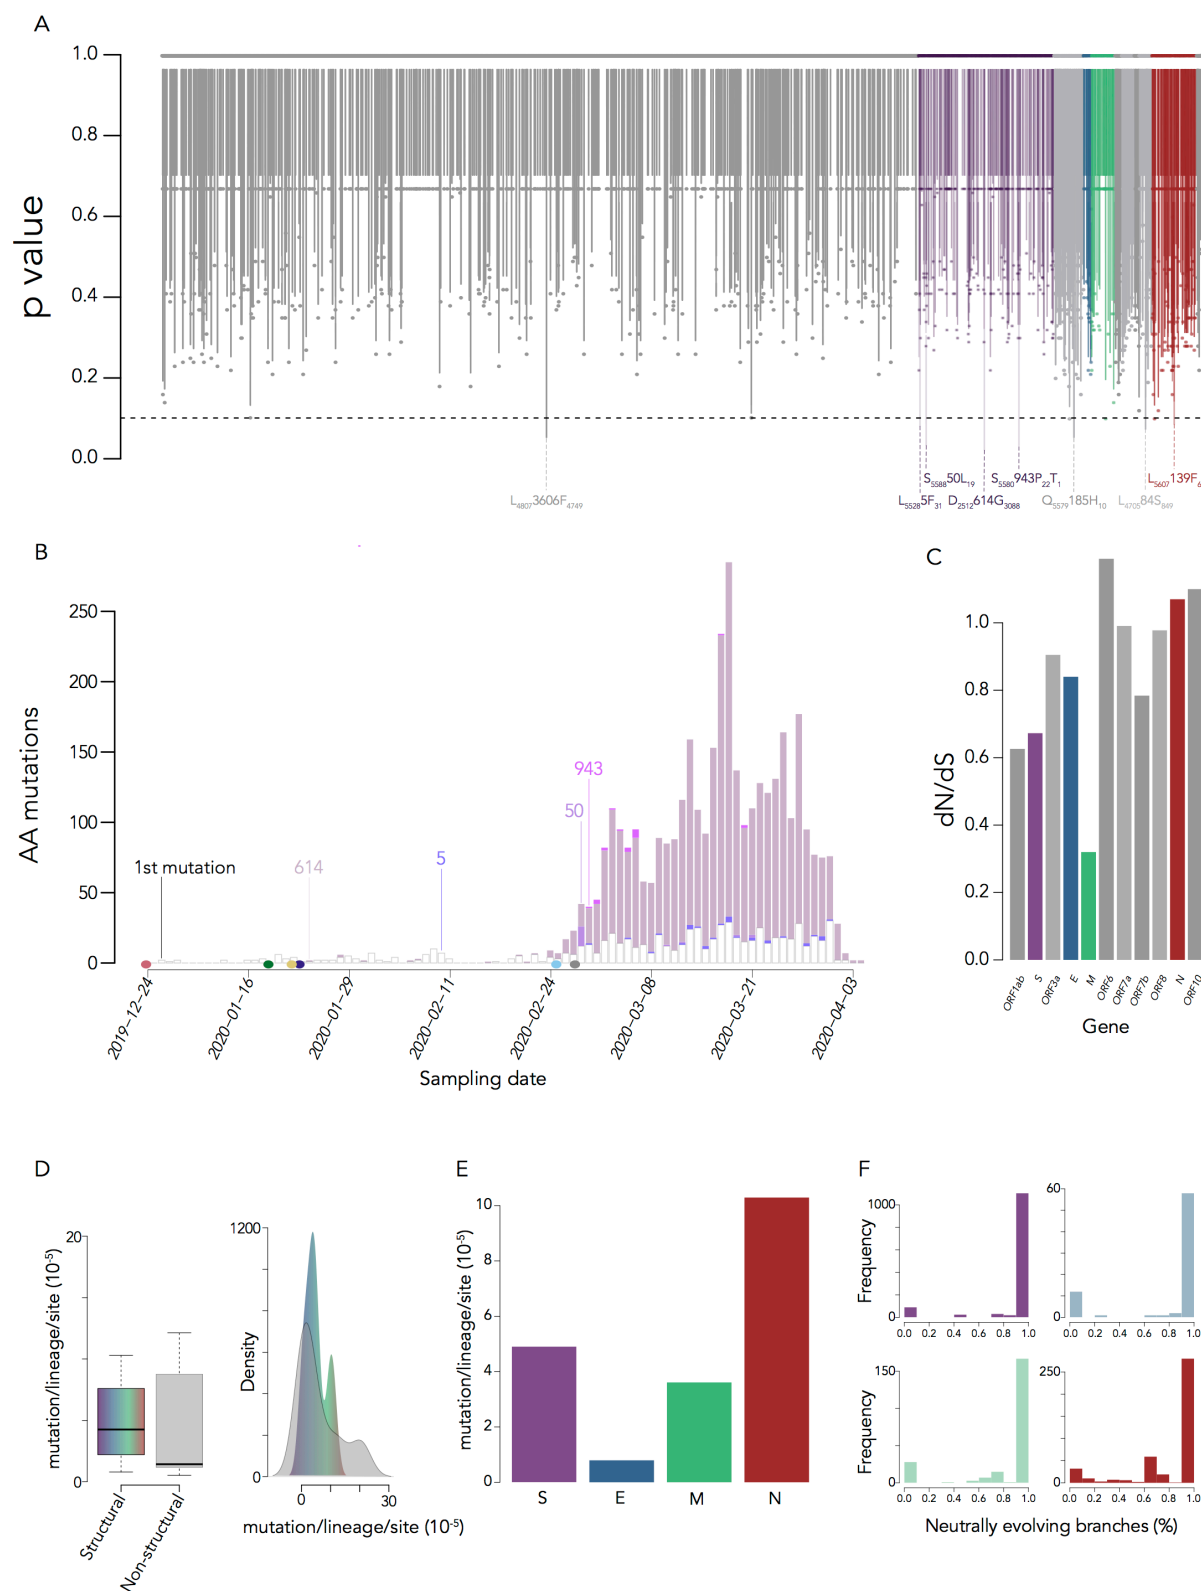 A
1.0
0.8
0.6
0.4
0.2
0.0
p value
S5588 50L19 S5580 943P22T1 L5607 139F6
L4807 3606F4749 L5528 5F31 D2512 614G3088 Q5579 185H10 L4705 84S849
B
250
200
150
100
50
0
AA mutations
943
50
5
614
1st mutation
2019–12–24
2020–01–16
2020–01–29
2020–02–11
2020–02–24
2020–03–08
2020–03–21
2020–04–03
Sampling date
C
1.0
0.8
0.6
0.4
0.2
0.0
dN/dS
ORF1ab
S
ORF3a
E
M
ORF6
ORF7a
ORF7b
ORF8
N
ORF10
Gene
D
20
0
mutation/lineage/site (10-5)
Structural
Non-structural
1200
0
Density
0 30
mutation/lineage/site (10-5)
E
10
8
6
4
2
0
mutation/lineage/site (10-5)
S E M N
F
1000
0
Frequency
0.0 0.2 0.4 0.6 0.8 1.0
60
0
0.0 0.2 0.4 0.6 0.8 1.0
150
0
Frequency
0.0 0.2 0.4 0.6 0.8 1.0
250
0
0.0 0.2 0.4 0.6 0.8 1.0
Neutrally evolving branches (%)